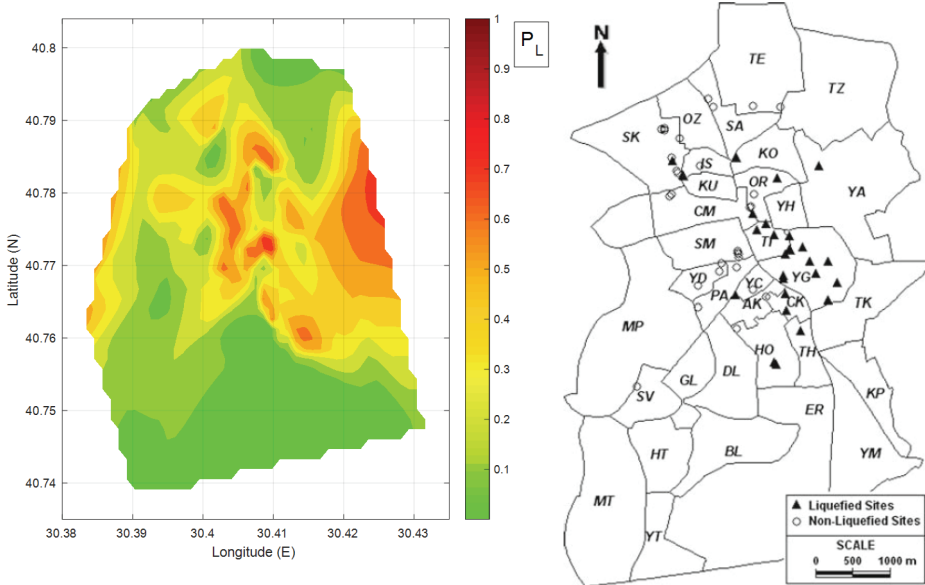 40.8
40.79
40.78
40.77
40.76
40.75
40.74
Latitude (N)
30.38
30.39
30.4
30.41
30.42
30.43
Longitude (E)
1
0.9
0.8
0.7
0.6
0.5
0.4
0.3
0.2
0.1
PL
N
TE
TZ
OZ
SA
SK
KO
IS
KU
OR
YA
YH
CM
TI
SM
YD
YC
YG
PA
AK
CK
TK
MP
HO
TH
GL
DL
SV
KP
ER
HT
BL
YM
MT
YT
Liquefied Sites
Non-Liquefied Sites
SCALE
0 500 1000 m